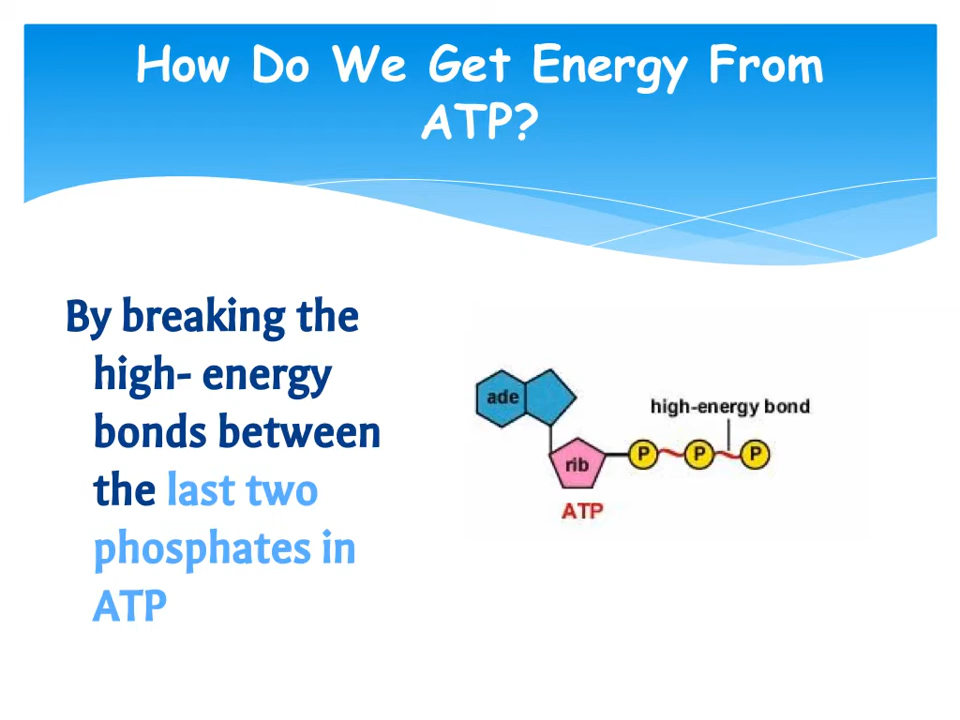 How Do We Get Energy From
ATP?
By breaking the
high- energy
bonds between
the last two
phosphates in
ATP
ade
high-energy bond
rib
P
P
P
ATP